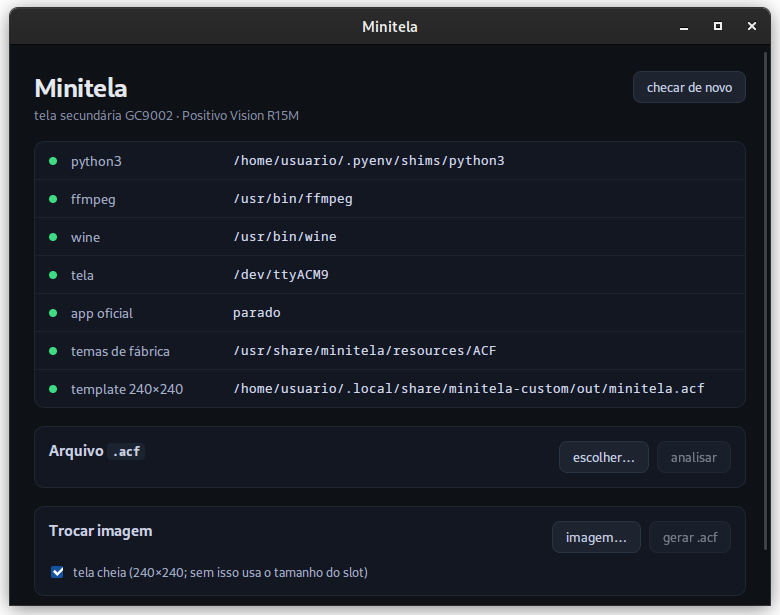 Minitela
Minitela
checar de novo
tela secundária GC9002 · Positivo Vision R15M
python3 /home/usuario/.pyenv/shims/python3
ffmpeg /usr/bin/ffmpeg
wine /usr/bin/wine
tela /dev/ttyACM9
app oficial parado
temas de fábrica /usr/share/minitela/resources/ACF
template 240×240 /home/usuario/.local/share/minitela-custom/out/minitela.acf
Arquivo .acf escolher... analisar
Trocar imagem imagem... gerar .acf
tela cheia (240×240; sem isso usa o tamanho do slot)